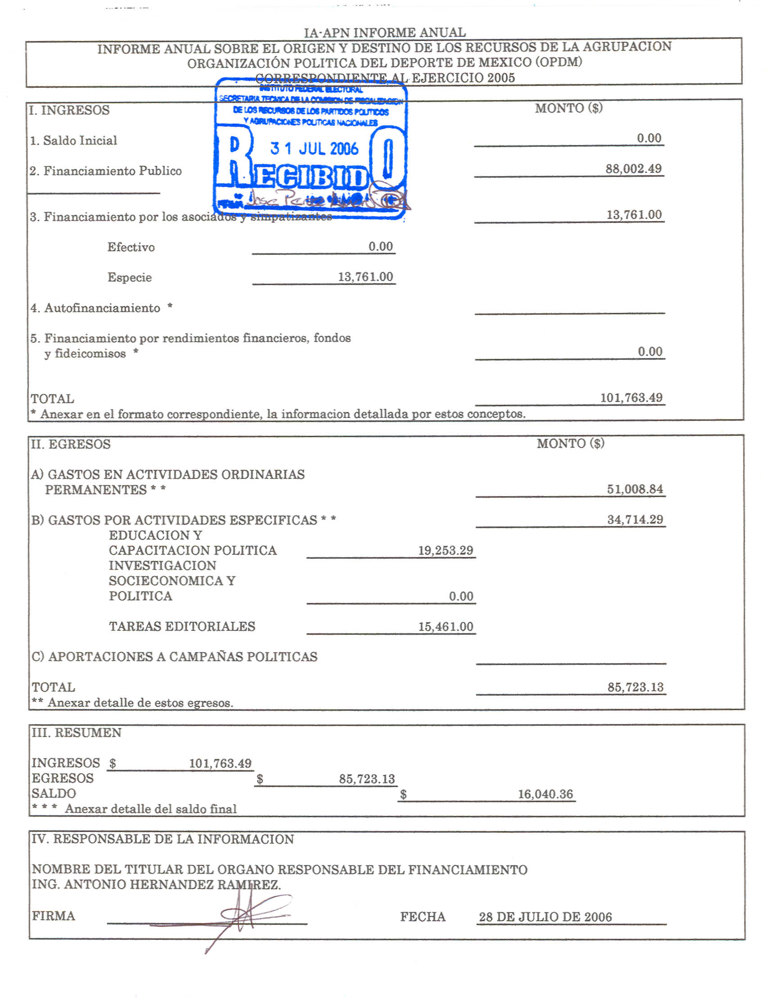 IA-APN INFORME ANUAL
INFORME ANUAL SOBRE EL ORIGEN Y DESTINO DE LOS RECURSOS DE LA AGRUPACION
ORGANIZACIÓN POLITICA DEL DEPORTE DE MEXICO (OPDM)
CORRESPONDIENTE AL EJERCICIO 2005
INSTITUTO FEDERAL ELECTORAL
SECRETARIA TECNICA DE LA COMISION DE FISCALIZACION
DE LOS RECURSOS DE LOS PARTIDOS POLITICOS
Y AGRUPACIONES POLITICAS NACIONALES
31 JUL 2006
RECIBIDO
I. INGRESOS MONTO ($)
1. Saldo Inicial 0.00
2. Financiamiento Publico 88,002.49
3. Financiamiento por los asociados y simpatizantes 13,761.00
Efectivo 0.00
Especie 13,761.00
4. Autofinanciamiento *
5. Financiamiento por rendimientos financieros, fondos
y fideicomisos * 0.00
TOTAL 101,763.49
* Anexar en el formato correspondiente, la informacion detallada por estos conceptos.
II. EGRESOS MONTO ($)
A) GASTOS EN ACTIVIDADES ORDINARIAS
PERMANENTES * * 51,008.84
B) GASTOS POR ACTIVIDADES ESPECIFICAS * * 34,714.29
EDUCACION Y
CAPACITACION POLITICA 19,253.29
INVESTIGACION
SOCIECONOMICA Y
POLITICA 0.00
TAREAS EDITORIALES 15,461.00
C) APORTACIONES A CAMPAÑAS POLITICAS
TOTAL 85,723.13
** Anexar detalle de estos egresos.
III. RESUMEN
INGRESOS $ 101,763.49
EGRESOS $ 85,723.13
SALDO $ 16,040.36
* * * Anexar detalle del saldo final
IV. RESPONSABLE DE LA INFORMACION
NOMBRE DEL TITULAR DEL ORGANO RESPONSABLE DEL FINANCIAMIENTO
ING. ANTONIO HERNANDEZ RAMIREZ.
FIRMA FECHA 28 DE JULIO DE 2006